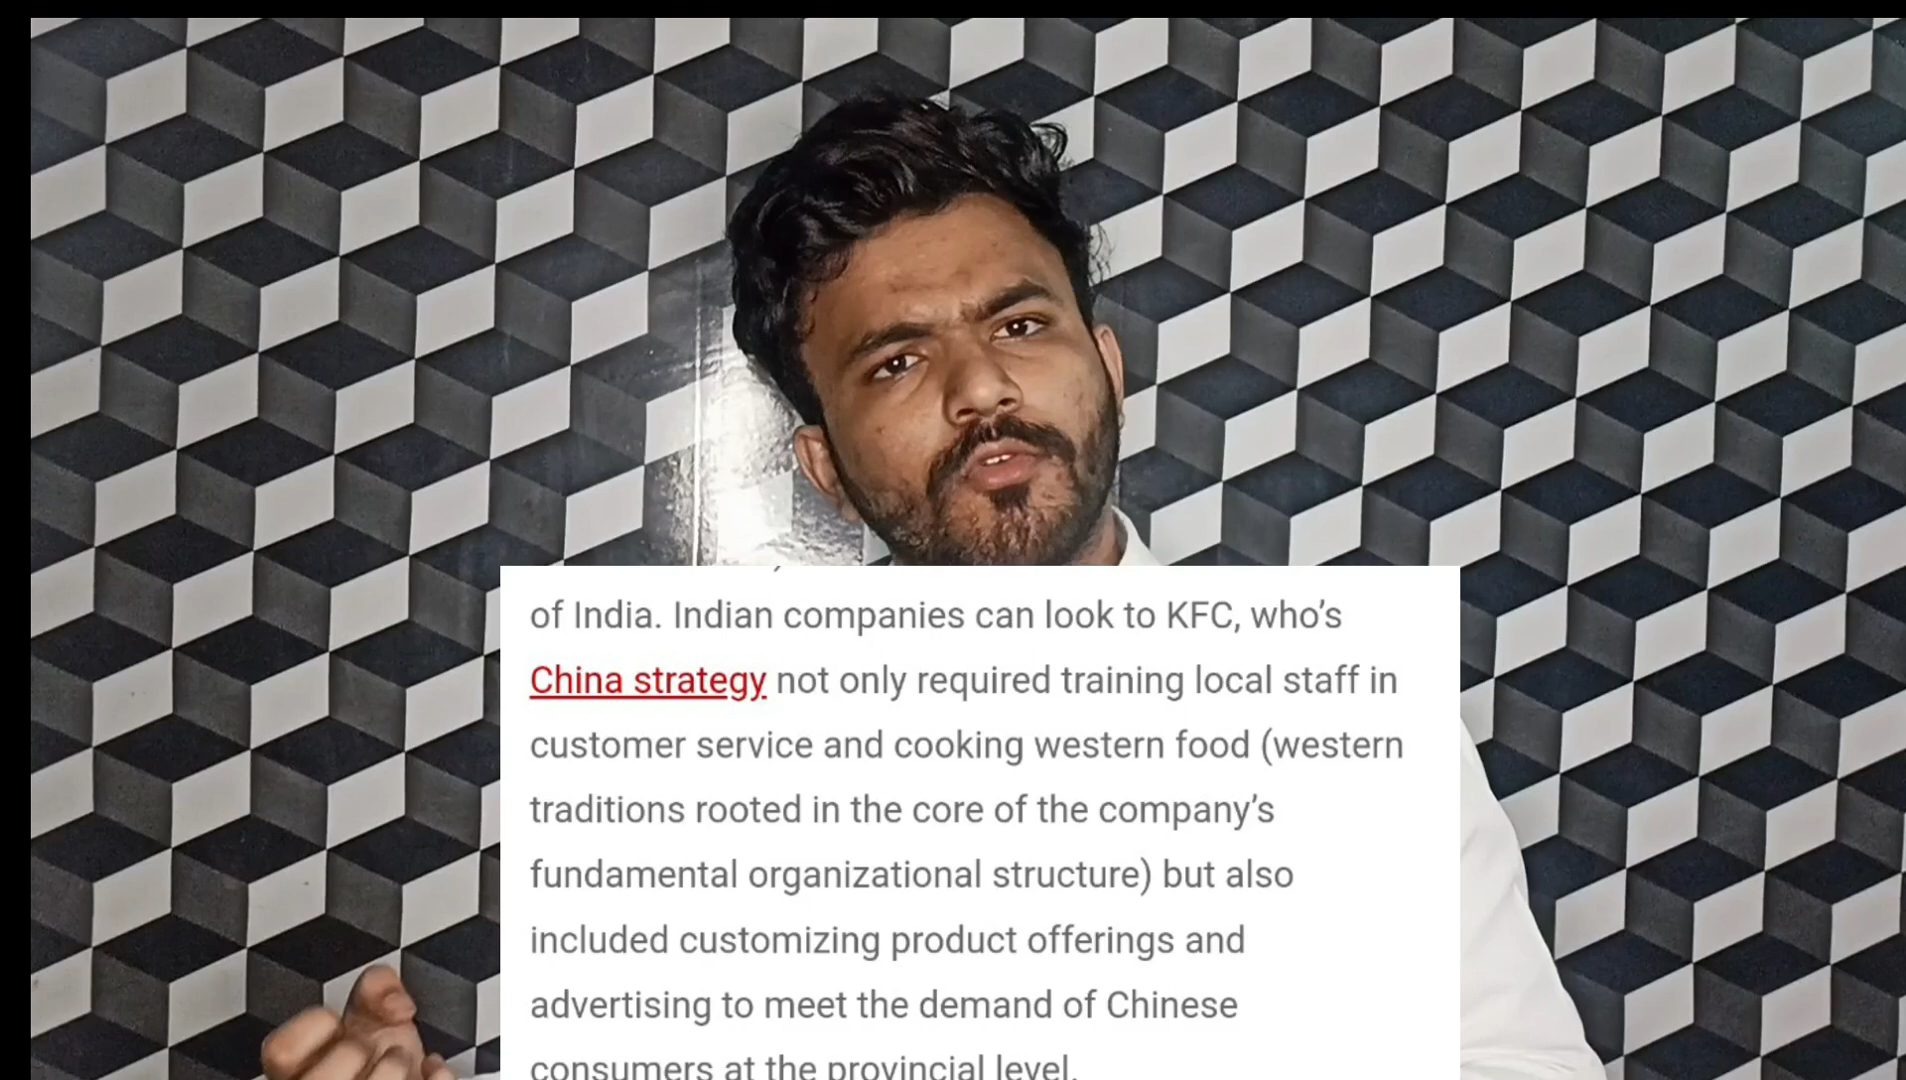 of India. Indian companies can look to KFC, who’s
China strategy not only required training local staff in
customer service and cooking western food (western
traditions rooted in the core of the company’s
fundamental organizational structure) but also
included customizing product offerings and
advertising to meet the demand of Chinese
consumers at the provincial level.